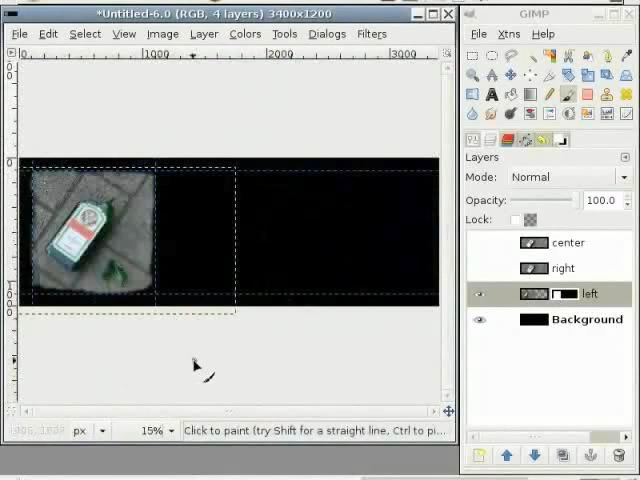 *Untitled-6.0 (RGB, 4 layers) 3400x1200
File Edit Select View Image Layer Colors Tools Dialogs Filters
0 1000 2000 3000
px 15% Click to paint (try Shift for a straight line, Ctrl to pi...
GIMP
File Xtns Help
Layers
Mode: Normal
Opacity: 100.0
Lock:
center
right
left
Background